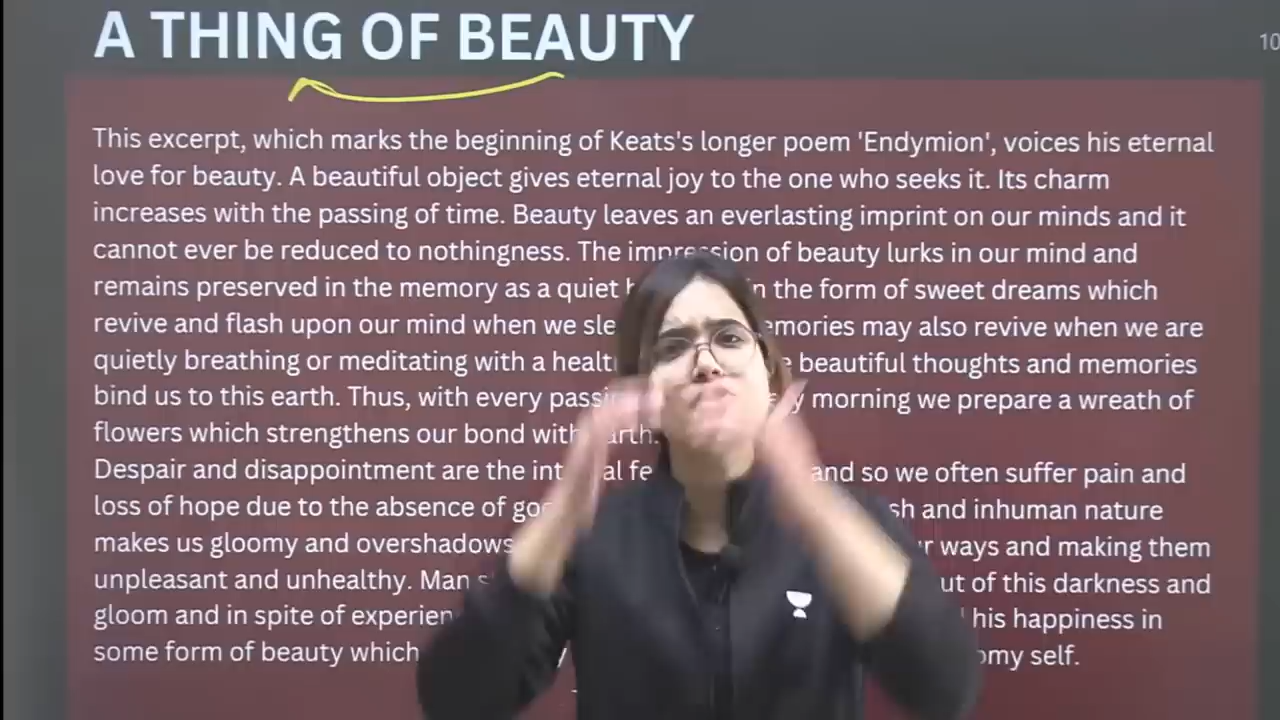 A THING OF BEAUTY
10
This excerpt, which marks the beginning of Keats's longer poem 'Endymion', voices his eternal
love for beauty. A beautiful object gives eternal joy to the one who seeks it. Its charm
increases with the passing of time. Beauty leaves an everlasting imprint on our minds and it
cannot ever be reduced to nothingness. The impression of beauty lurks in our mind and
remains preserved in the memory as a quiet in the form of sweet dreams which
revive and flash upon our mind when we memories may also revive when we are
quietly breathing or meditating with a beautiful thoughts and memories
bind us to this earth. Thus, with every morning we prepare a wreath of
flowers which strengthens our bond with earth.
Despair and disappointment are the and so we often suffer pain and
loss of hope due to the absence of and inhuman nature
makes us gloomy and overshadows ways and making them
unpleasant and unhealthy. Man out of this darkness and
gloom and in spite of his happiness in
some form of beauty which self.